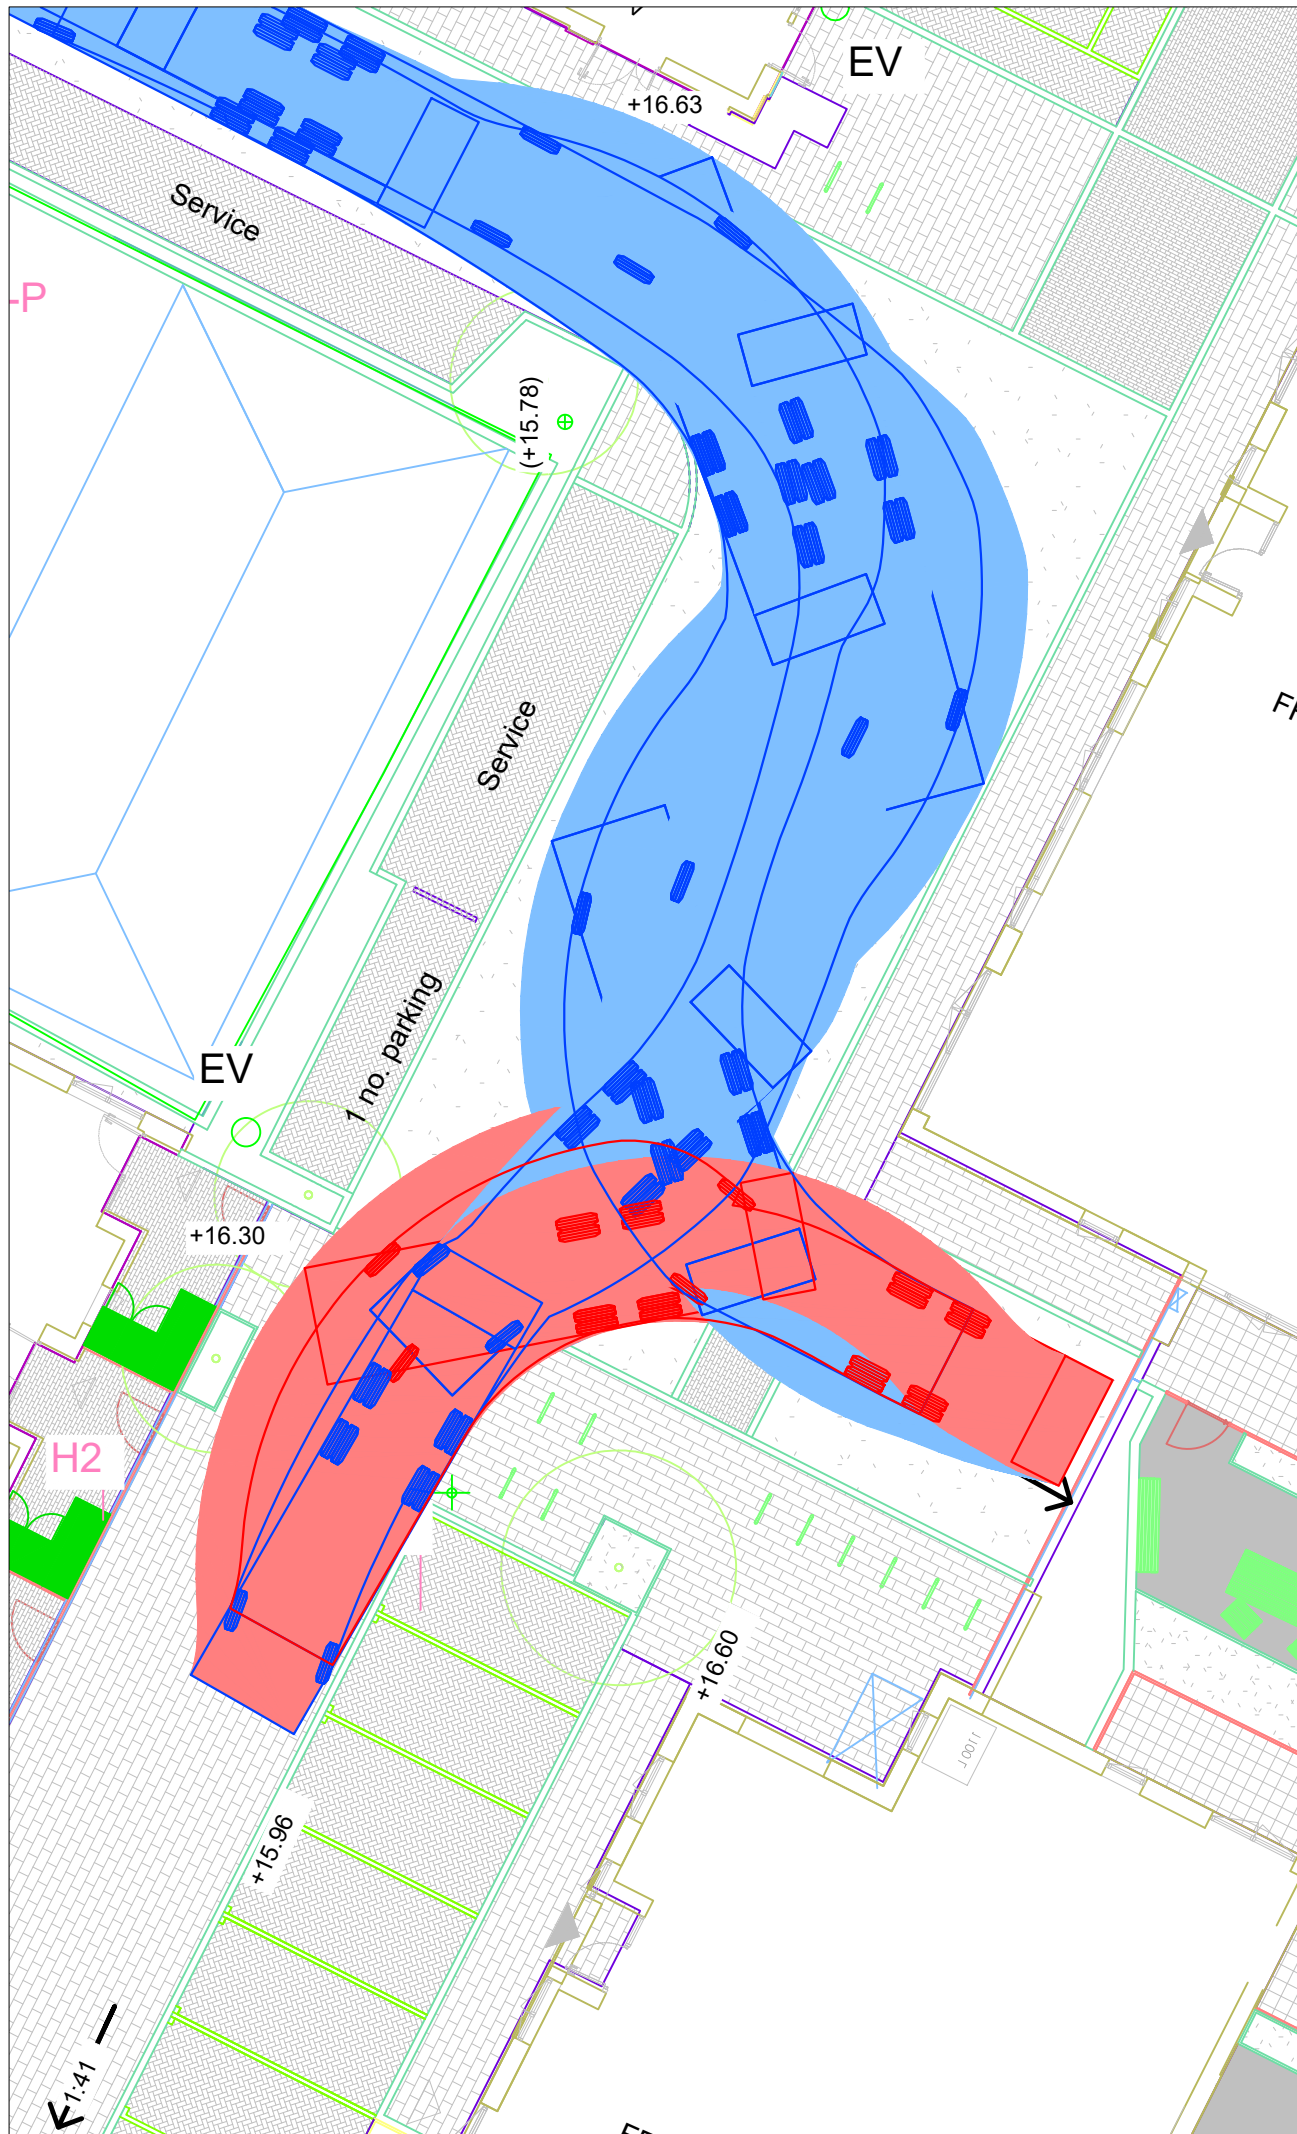 EV
+16.63
Service
-P
(+15.78)
Service
1 no. parking
EV
+16.30
H2
+16.60
1100L
+15.96
1:41